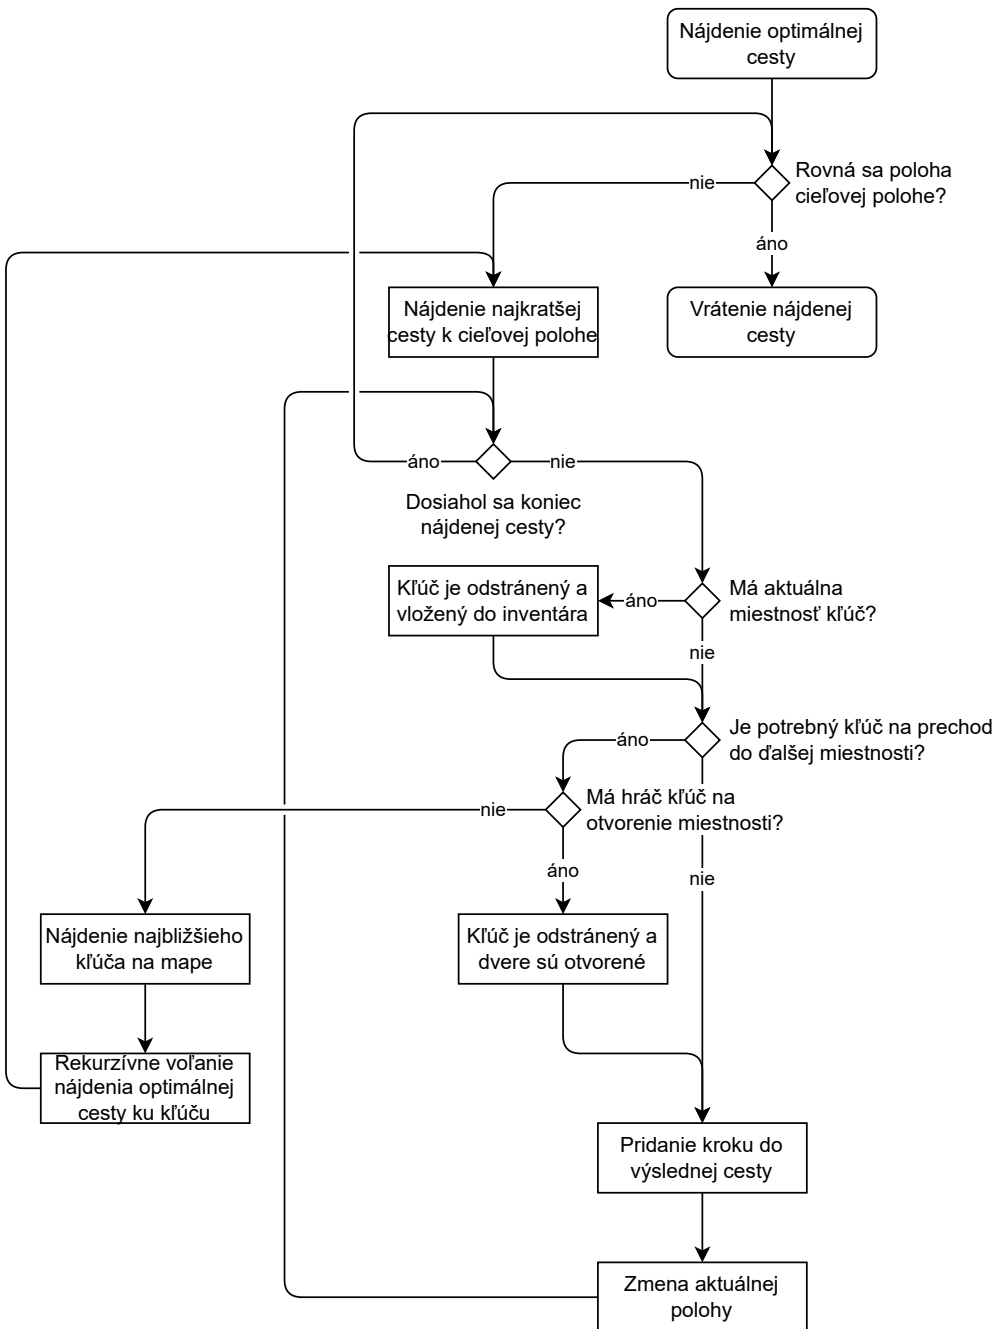 Nájdenie optimálnej
cesty
Rovná sa poloha
cieľovej polohe?
nie
áno
Nájdenie najkratšej
cesty k cieľovej polohe
Vrátenie nájdenej
cesty
áno
nie
Dosiahol sa koniec
nájdenej cesty?
Kľúč je odstránený a
vložený do inventára
áno
Má aktuálna
miestnosť kľúč?
nie
Je potrebný kľúč na prechod
do ďalšej miestnosti?
áno
Má hráč kľúč na
otvorenie miestnosti?
nie
áno
nie
Nájdenie najbližšieho
kľúča na mape
Kľúč je odstránený a
dvere sú otvorené
Rekurzívne voľanie
nájdenia optimálnej
cesty ku kľúču
Pridanie kroku do
výslednej cesty
Zmena aktuálnej
polohy